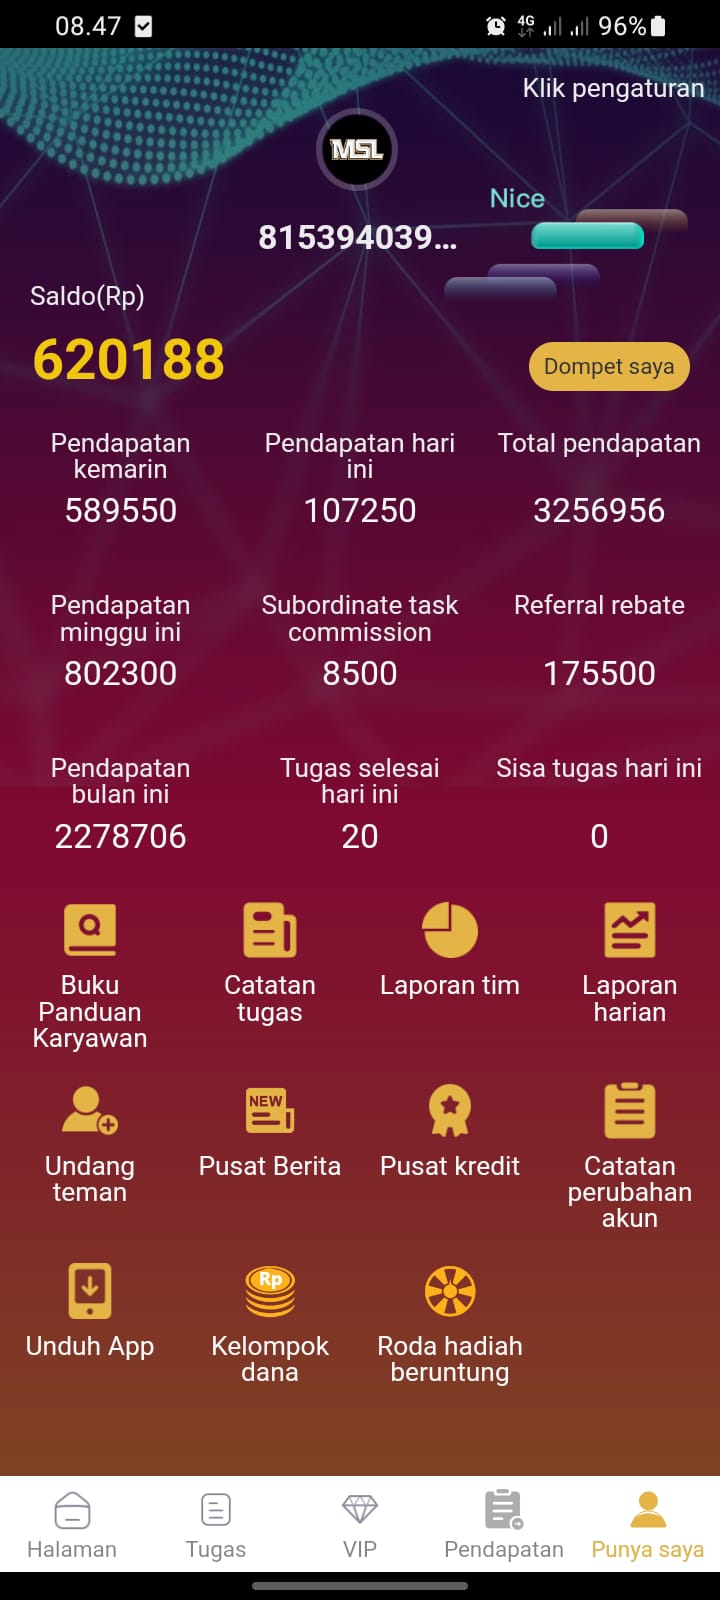 08.47
4G
96%
Klik pengaturan
MSL
Nice
815394039...
Saldo(Rp)
620188
Dompet saya
Pendapatan
kemarin
589550
Pendapatan hari
ini
107250
Total pendapatan
3256956
Pendapatan
minggu ini
802300
Subordinate task
commission
8500
Referral rebate
175500
Pendapatan
bulan ini
2278706
Tugas selesai
hari ini
20
Sisa tugas hari ini
0
Buku
Panduan
Karyawan
Catatan
tugas
Laporan tim
Laporan
harian
Undang
teman
NEW
Pusat Berita
Pusat kredit
Catatan
perubahan
akun
Unduh App
Rp
Kelompok
dana
Roda hadiah
beruntung
Halaman
Tugas
VIP
Pendapatan
Punya saya